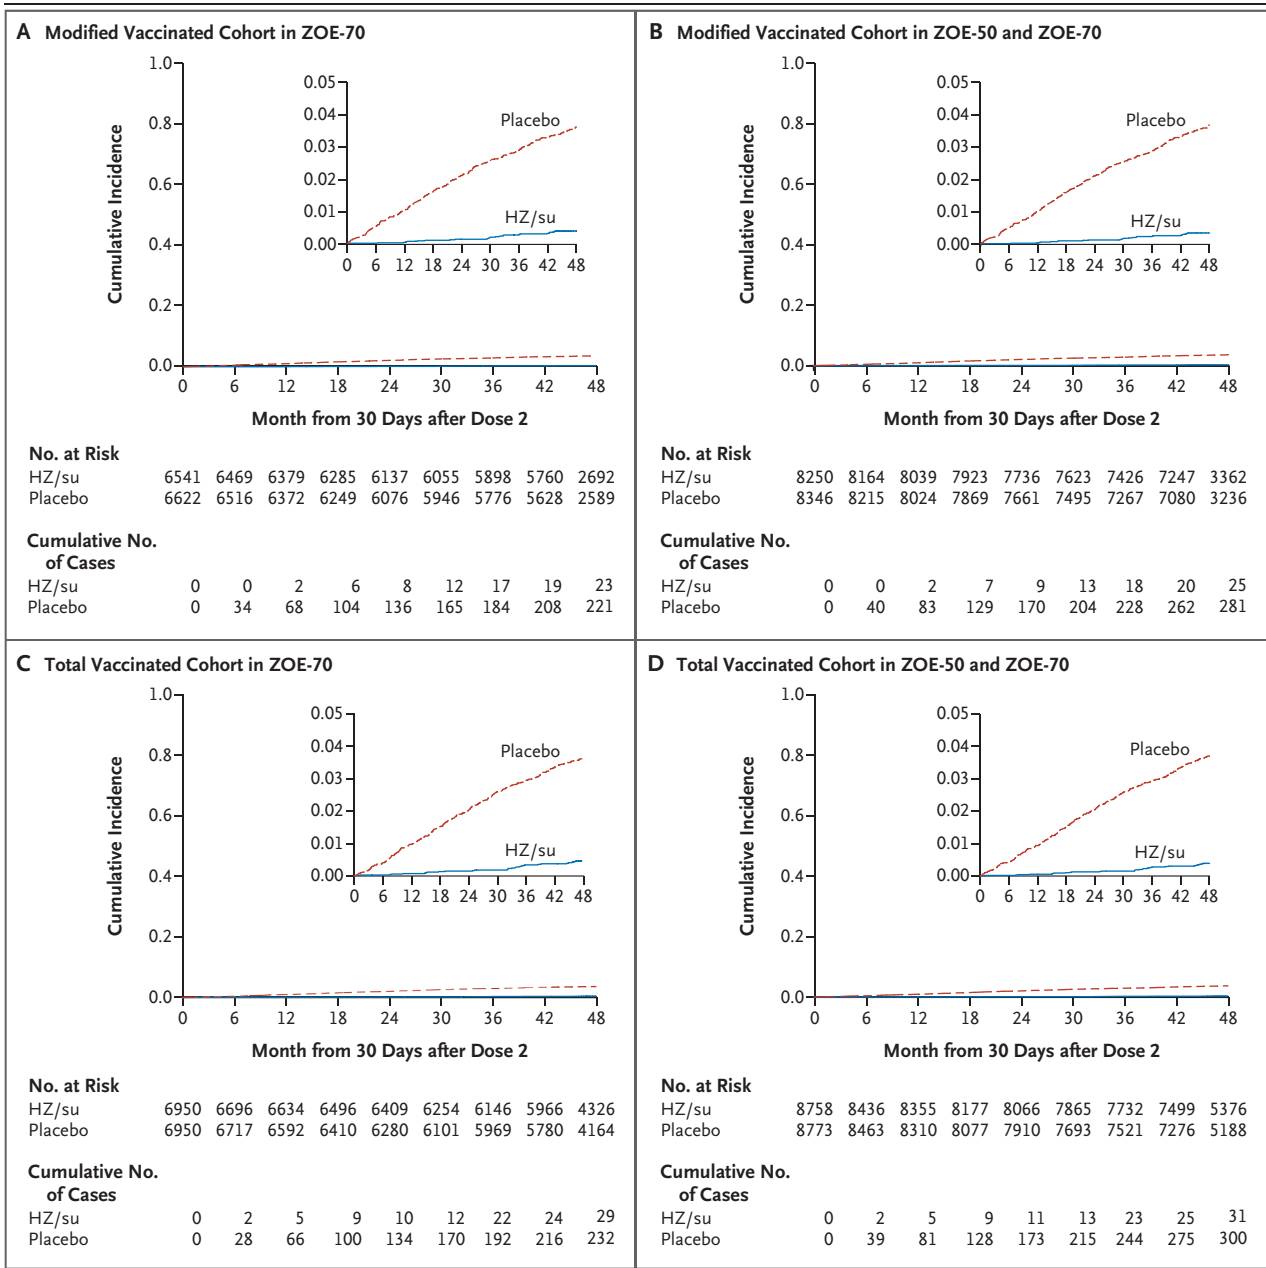 A Modified Vaccinated Cohort in ZOE-70
1.0
0.8
0.6
0.4
0.2
0.0
Cumulative Incidence
0.05
0.04
0.03
0.02
0.01
0.00
Placebo
HZ/su
0 6 12 18 24 30 36 42 48
0 6 12 18 24 30 36 42 48
Month from 30 Days after Dose 2
No. at Risk
HZ/su 6541 6469 6379 6285 6137 6055 5898 5760 2692
Placebo 6622 6516 6372 6249 6076 5946 5776 5628 2589
Cumulative No.
of Cases
HZ/su 0 0 2 6 8 12 17 19 23
Placebo 0 34 68 104 136 165 184 208 221
B Modified Vaccinated Cohort in ZOE-50 and ZOE-70
1.0
0.8
0.6
0.4
0.2
0.0
Cumulative Incidence
0.05
0.04
0.03
0.02
0.01
0.00
Placebo
HZ/su
0 6 12 18 24 30 36 42 48
0 6 12 18 24 30 36 42 48
Month from 30 Days after Dose 2
No. at Risk
HZ/su 8250 8164 8039 7923 7736 7623 7426 7247 3362
Placebo 8346 8215 8024 7869 7661 7495 7267 7080 3236
Cumulative No.
of Cases
HZ/su 0 0 2 7 9 13 18 20 25
Placebo 0 40 83 129 170 204 228 262 281
C Total Vaccinated Cohort in ZOE-70
1.0
0.8
0.6
0.4
0.2
0.0
Cumulative Incidence
0.05
0.04
0.03
0.02
0.01
0.00
Placebo
HZ/su
0 6 12 18 24 30 36 42 48
0 6 12 18 24 30 36 42 48
Month from 30 Days after Dose 2
No. at Risk
HZ/su 6950 6696 6634 6496 6409 6254 6146 5966 4326
Placebo 6950 6717 6592 6410 6280 6101 5969 5780 4164
Cumulative No.
of Cases
HZ/su 0 2 5 9 10 12 22 24 29
Placebo 0 28 66 100 134 170 192 216 232
D Total Vaccinated Cohort in ZOE-50 and ZOE-70
1.0
0.8
0.6
0.4
0.2
0.0
Cumulative Incidence
0.05
0.04
0.03
0.02
0.01
0.00
Placebo
HZ/su
0 6 12 18 24 30 36 42 48
0 6 12 18 24 30 36 42 48
Month from 30 Days after Dose 2
No. at Risk
HZ/su 8758 8436 8355 8177 8066 7865 7732 7499 5376
Placebo 8773 8463 8310 8077 7910 7693 7521 7276 5188
Cumulative No.
of Cases
HZ/su 0 2 5 9 11 13 23 25 31
Placebo 0 39 81 128 173 215 244 275 300